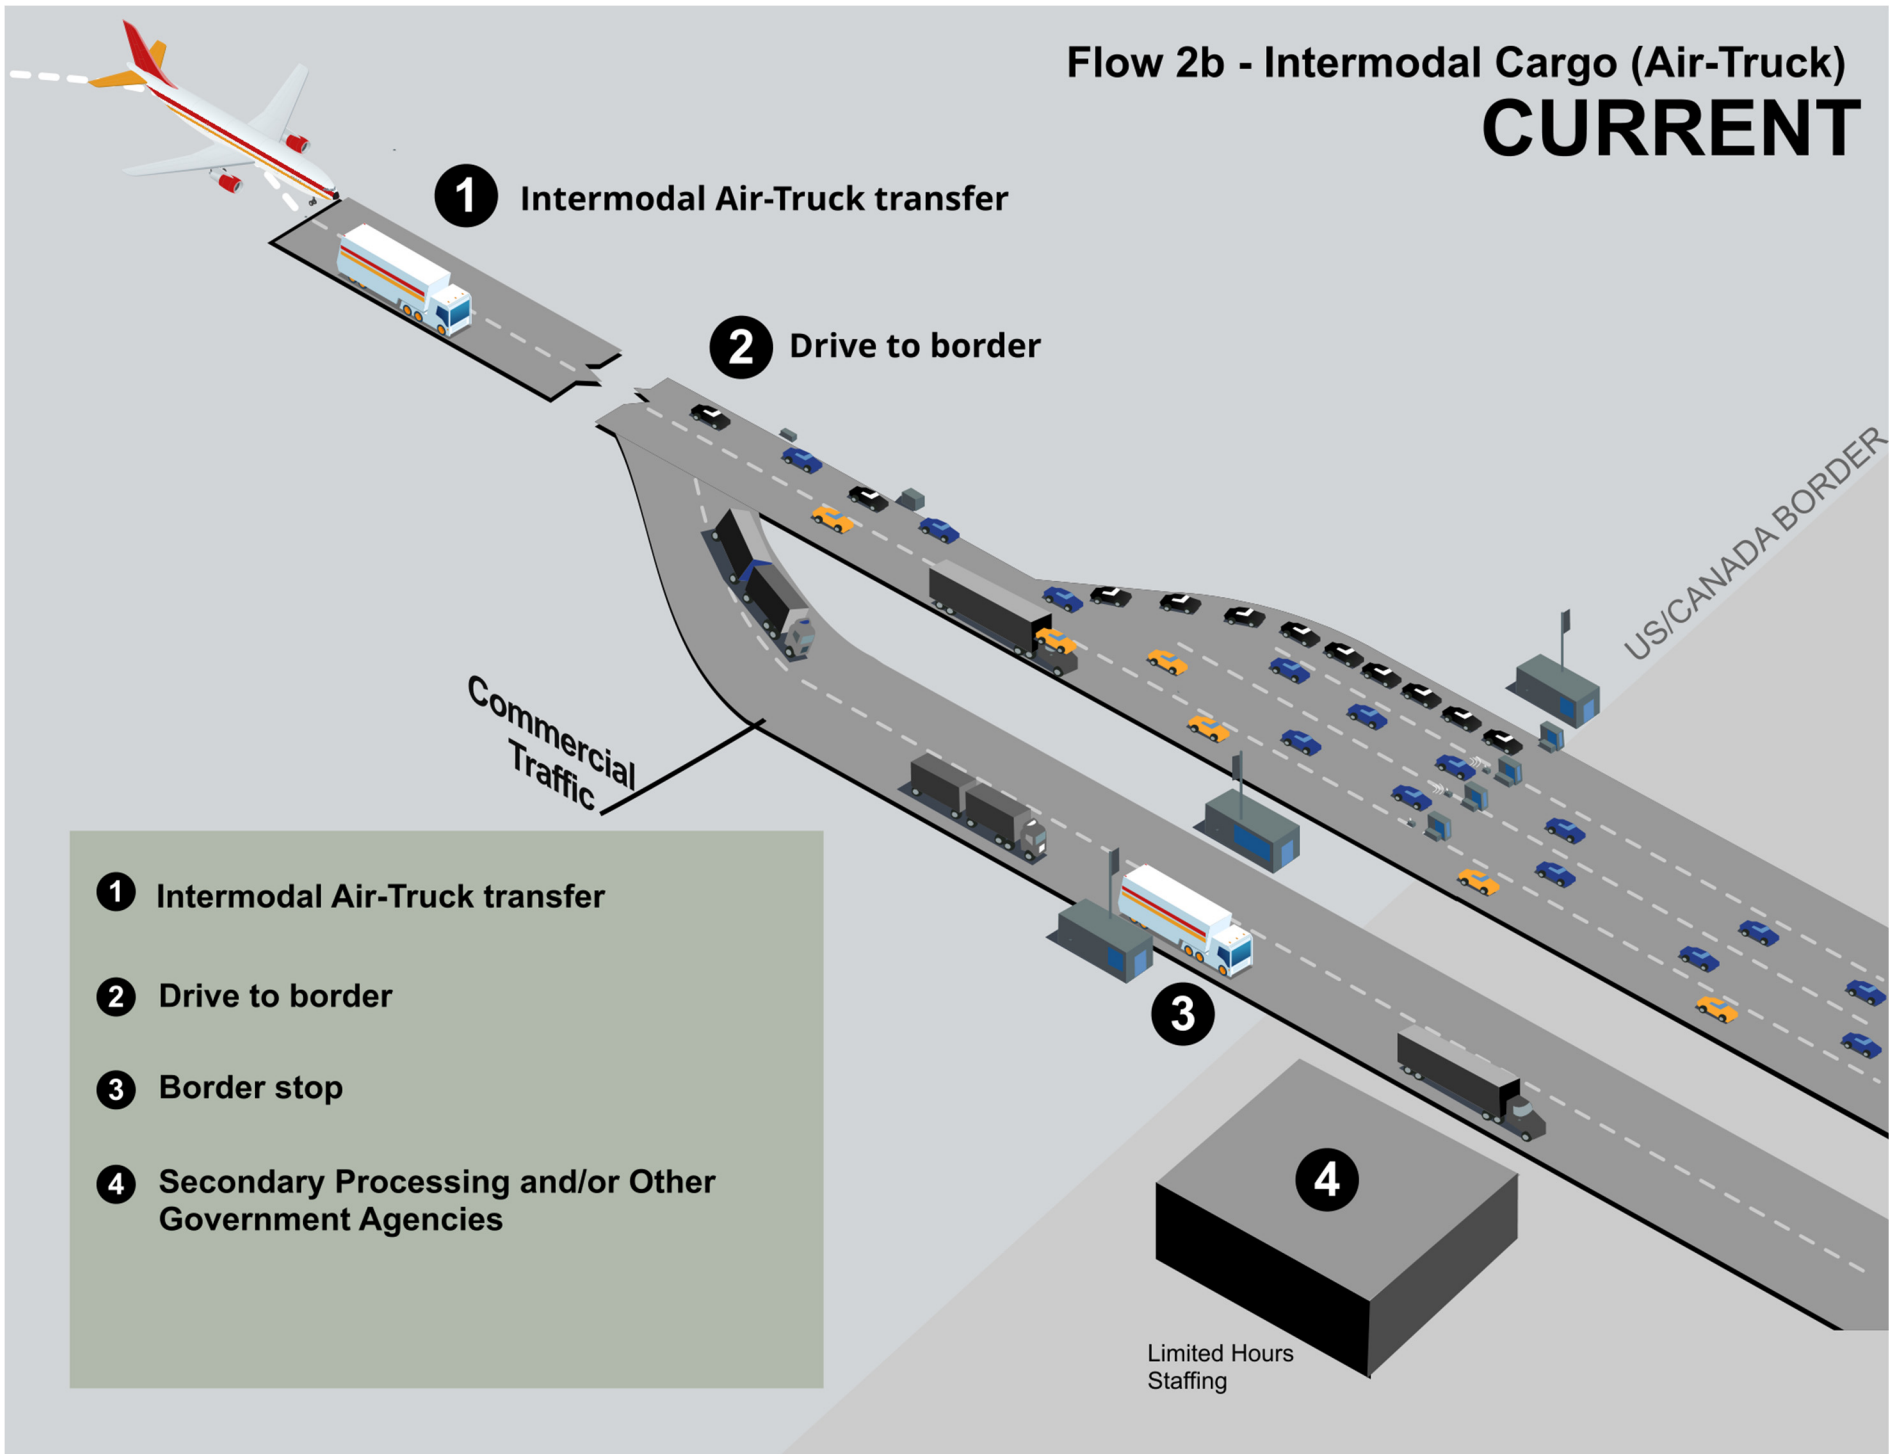 Flow 2b - Intermodal Cargo (Air-Truck)
CURRENT
1 Intermodal Air-Truck transfer
2 Drive to border
US/CANADA BORDER
Commercial
Traffic
3
4
Limited Hours
Staffing
1 Intermodal Air-Truck transfer
2 Drive to border
3 Border stop
4 Secondary Processing and/or Other
Government Agencies